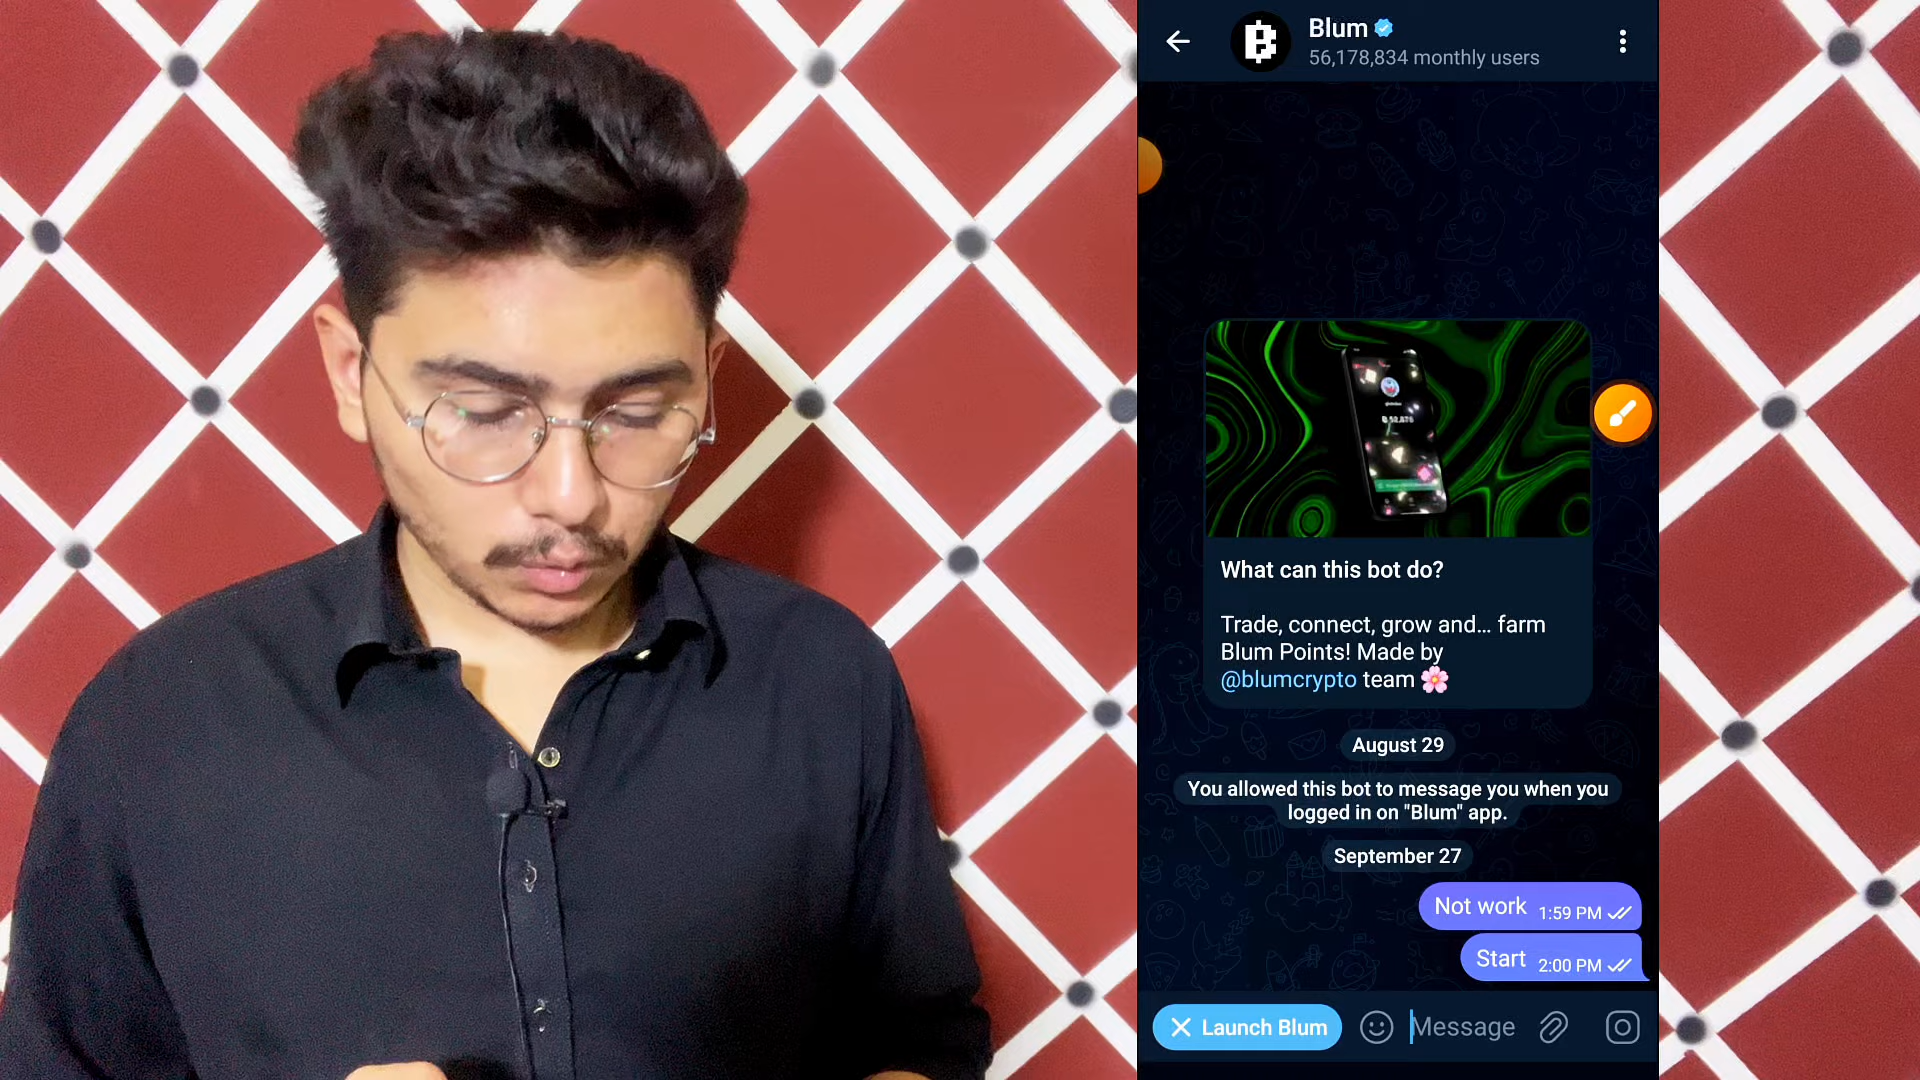 Blum
56,178,834 monthly users
What can this bot do?
Trade, connect, grow and... farm
Blum Points! Made by
@blumcrypto team 🌸
August 29
You allowed this bot to message you when you
logged in on "Blum" app.
September 27
Not work 1:59 PM
Start 2:00 PM
Launch Blum
Message